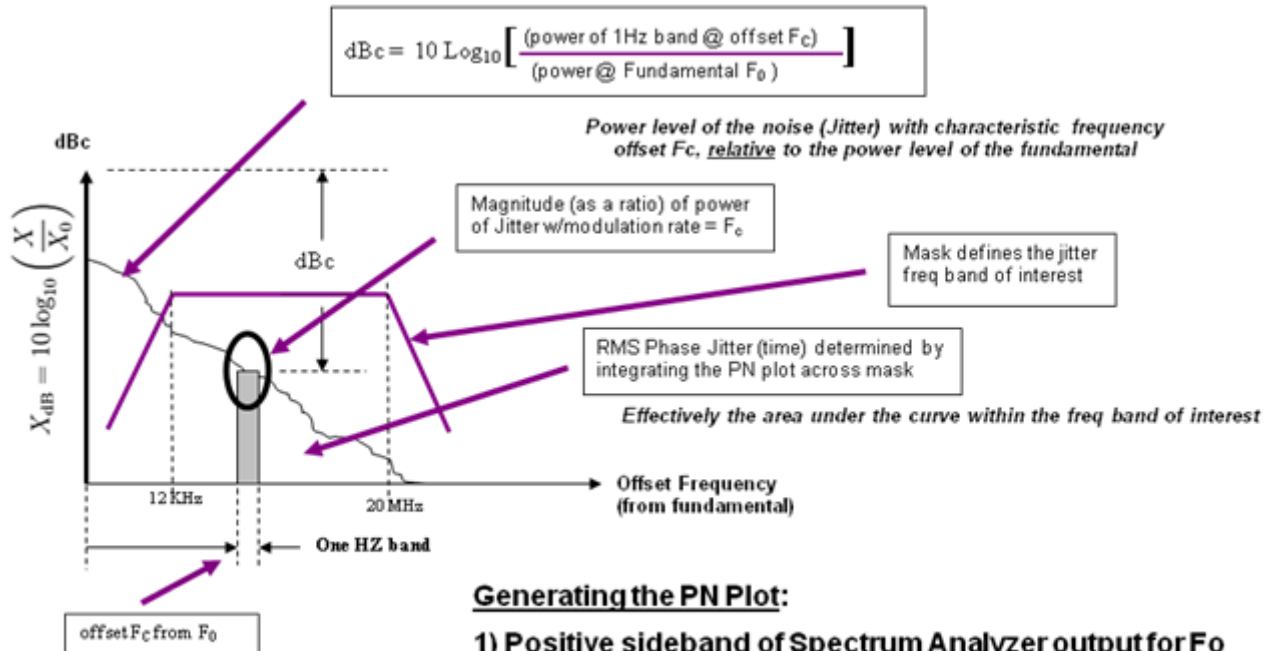 dBc = 10 Log10[ (power of 1Hz band @ offset FC)
(power@ Fundamental F0 ) ]
Power level of the noise (Jitter) with characteristic frequency
offset Fc, relative to the power level of the fundamental
dBc
Magnitude (as a ratio) of power
of Jitter w/modulation rate = Fc
dBc
Mask defines the jitter
freq band of interest
XdB = 10 log10 (X/X0)
RMS Phase Jitter (time) determined by
integrating the PN plot across mask
Effectively the area under the curve within the freq band of interest
12 KHz
20 MHz
Offset Frequency
(from fundamental)
One HZ band
offset FC from F0
Generating the PN Plot:
1) Positive sideband of Spectrum Analyzer output for Fo